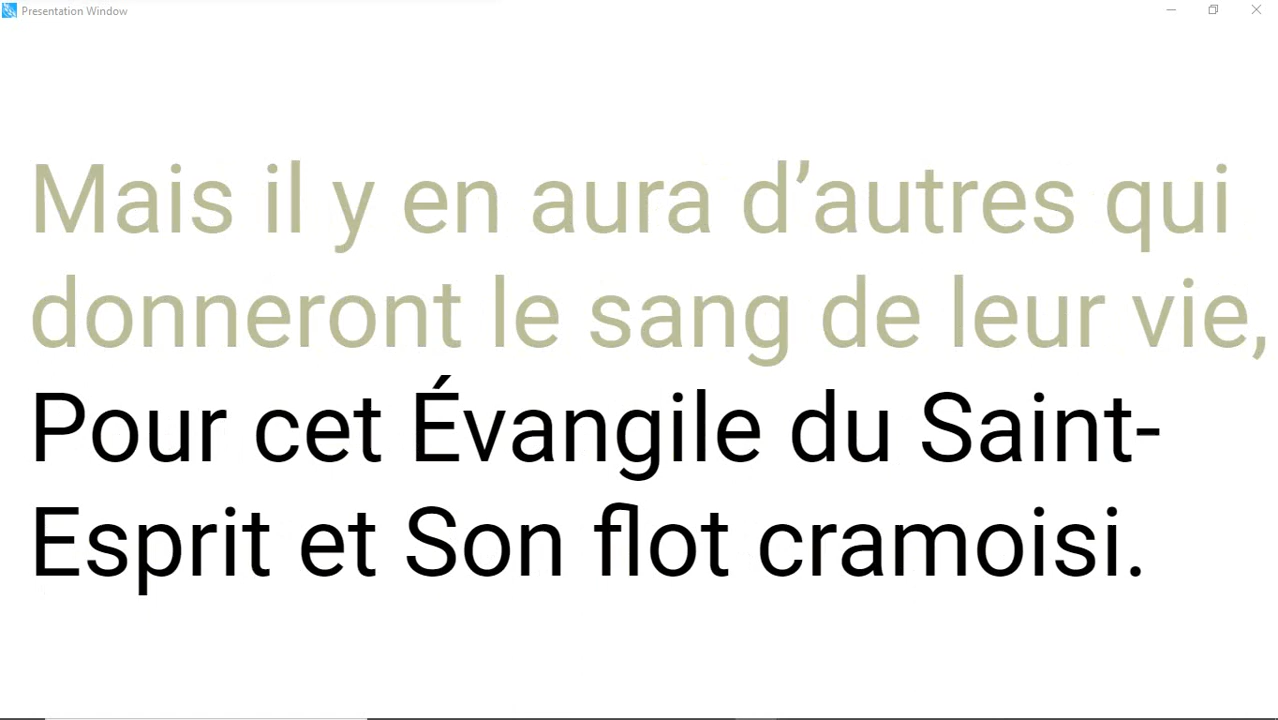 Presentation Window
Mais il y en aura d’autres qui
donneront le sang de leur vie,
Pour cet Évangile du Saint-
Esprit et Son flot cramoisi.